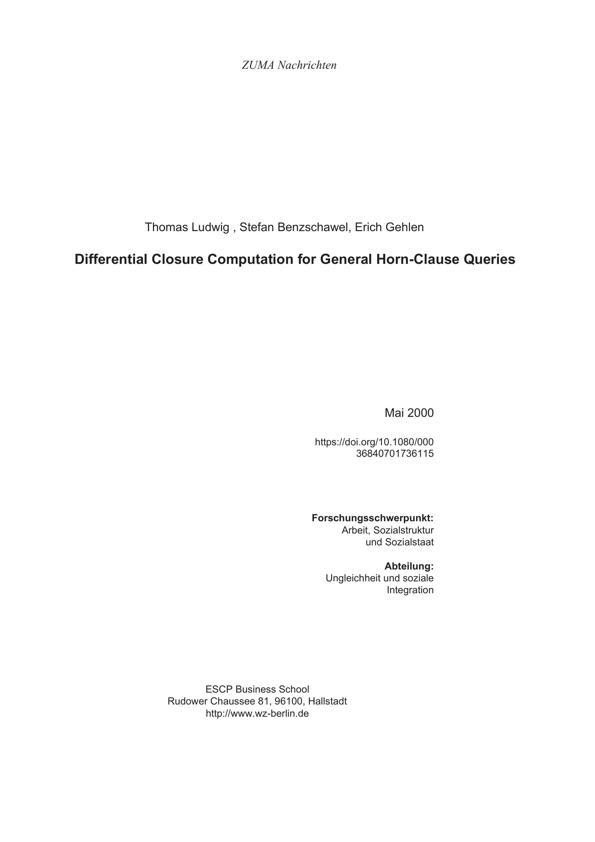 ZUMA Nachrichten
Thomas Ludwig , Stefan Benzschawel, Erich Gehlen
Differential Closure Computation for General Horn-Clause Queries
Mai 2000
https://doi.org/10.1080/000
36840701736115
Forschungsschwerpunkt:
Arbeit, Sozialstruktur
und Sozialstaat
Abteilung:
Ungleichheit und soziale
Integration
ESCP Business School
Rudower Chaussee 81, 96100, Hallstadt
http://www.wz-berlin.de